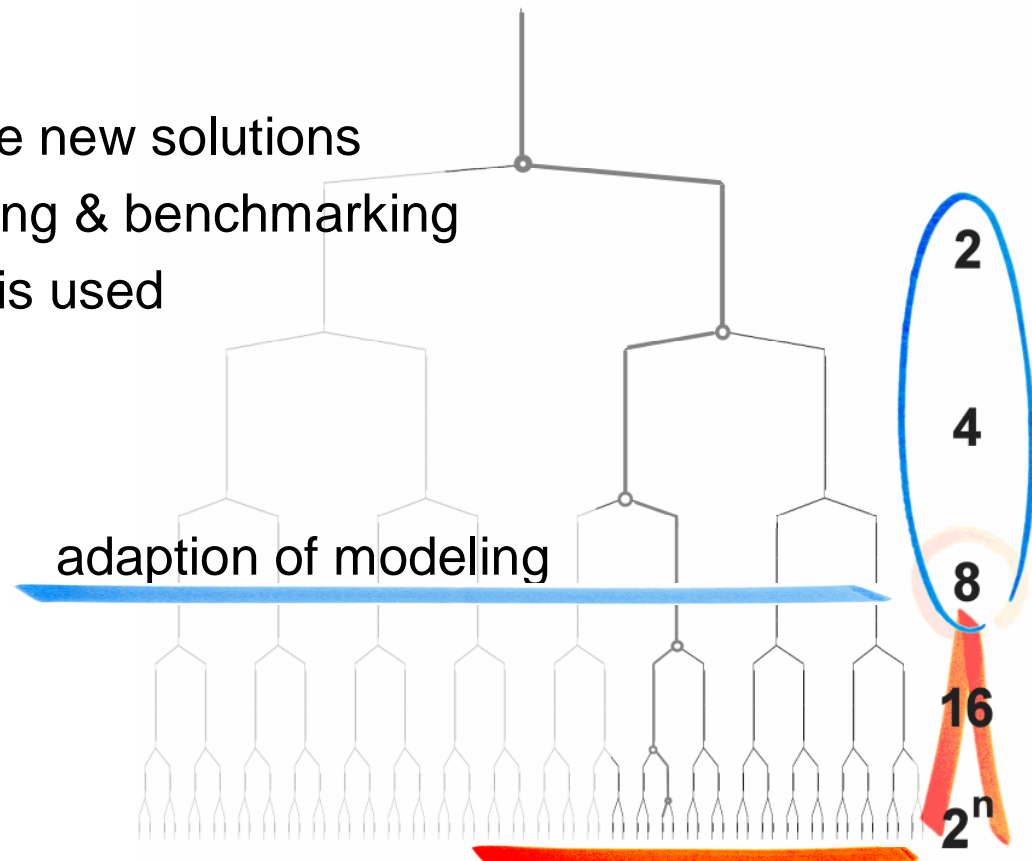 e new solutions
ng & benchmarking
is used
2
4
adaption of modeling
8
16
2ⁿ